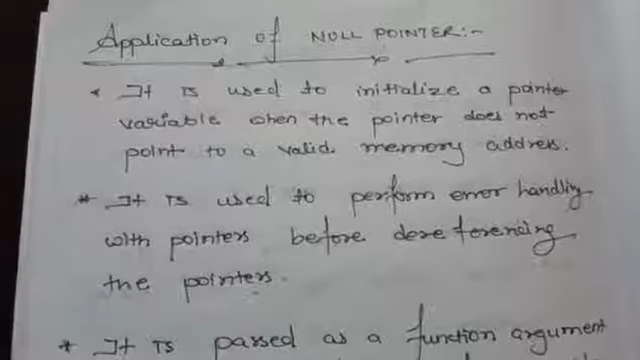 Application of NULL POINTER:-
* It is used to initialize a pointer
variable when the pointer does not
point to a valid memory address.
* It is used to perform error handling
with pointers before dereferencing
the pointers.
* It is passed as a function argument